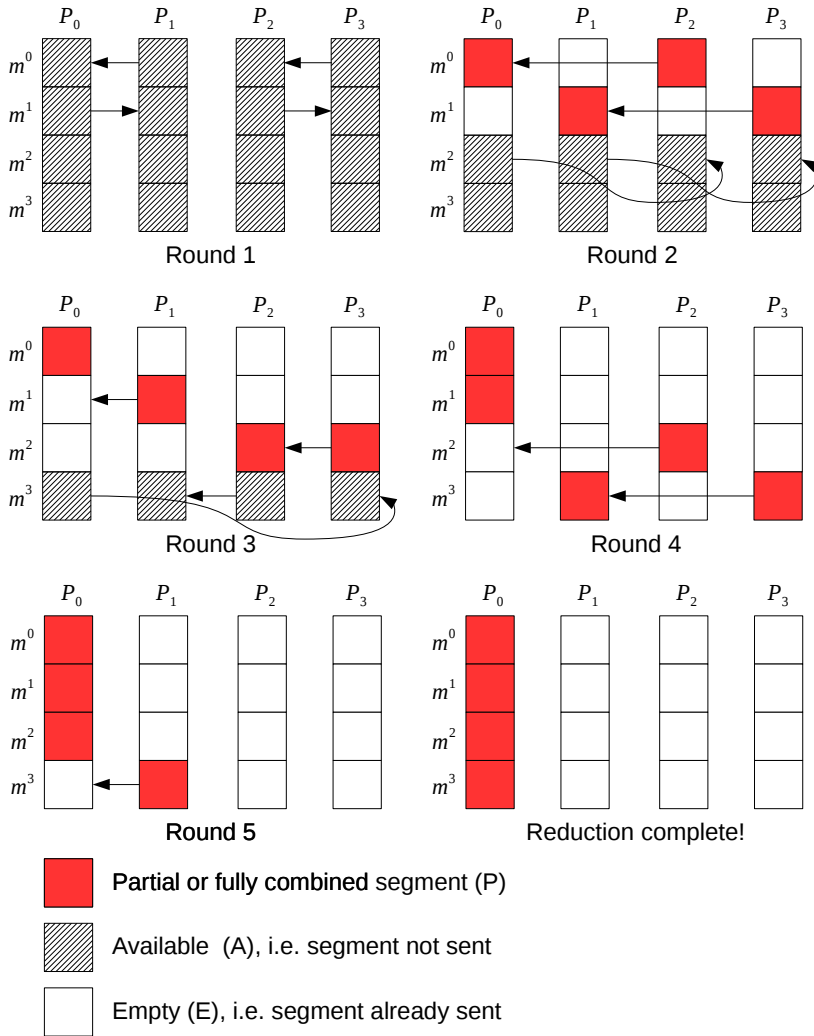 P0 P1 P2 P3
m0
m1
m2
m3
Round 1
P0 P1 P2 P3
m0
m1
m2
m3
Round 2
P0 P1 P2 P3
m0
m1
m2
m3
Round 3
P0 P1 P2 P3
m0
m1
m2
m3
Round 4
P0 P1 P2 P3
m0
m1
m2
m3
Round 5
P0 P1 P2 P3
m0
m1
m2
m3
Reduction complete!
Partial or fully combined segment (P)
Available (A), i.e. segment not sent
Empty (E), i.e. segment already sent